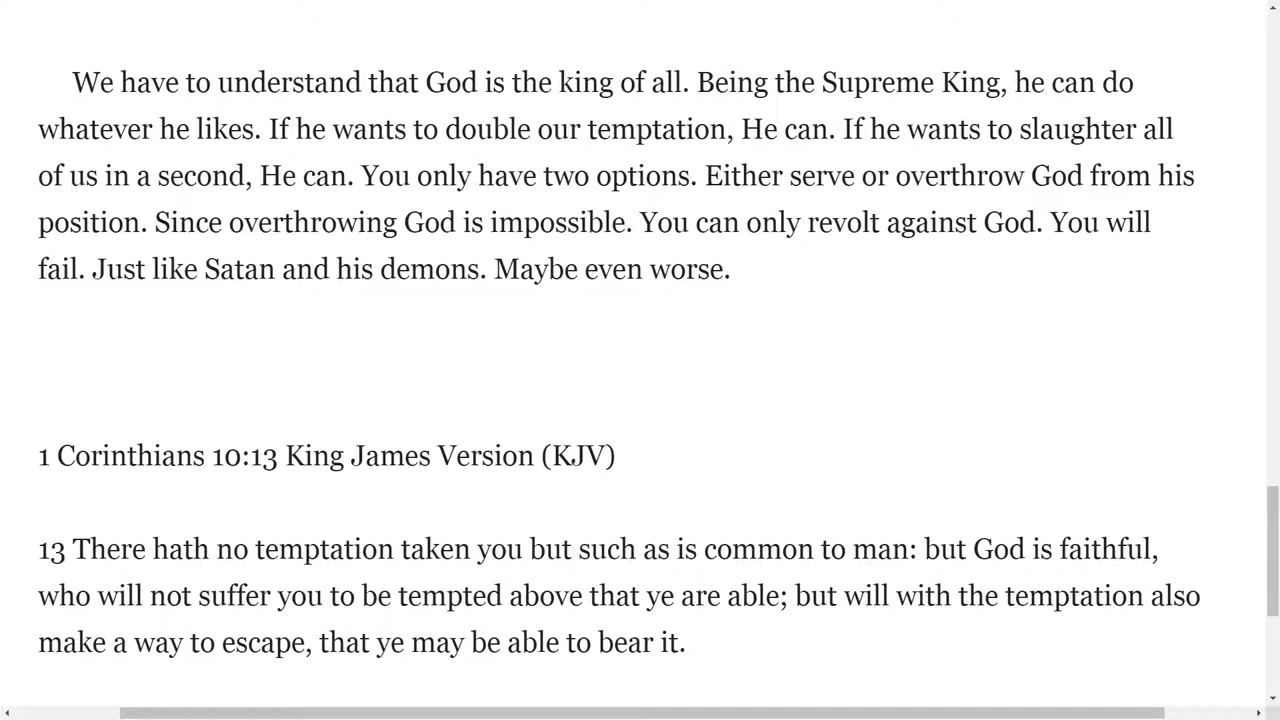 We have to understand that God is the king of all. Being the Supreme King, he can do
whatever he likes. If he wants to double our temptation, He can. If he wants to slaughter all
of us in a second, He can. You only have two options. Either serve or overthrow God from his
position. Since overthrowing God is impossible. You can only revolt against God. You will
fail. Just like Satan and his demons. Maybe even worse.
1 Corinthians 10:13 King James Version (KJV)
13 There hath no temptation taken you but such as is common to man: but God is faithful,
who will not suffer you to be tempted above that ye are able; but will with the temptation also
make a way to escape, that ye may be able to bear it.